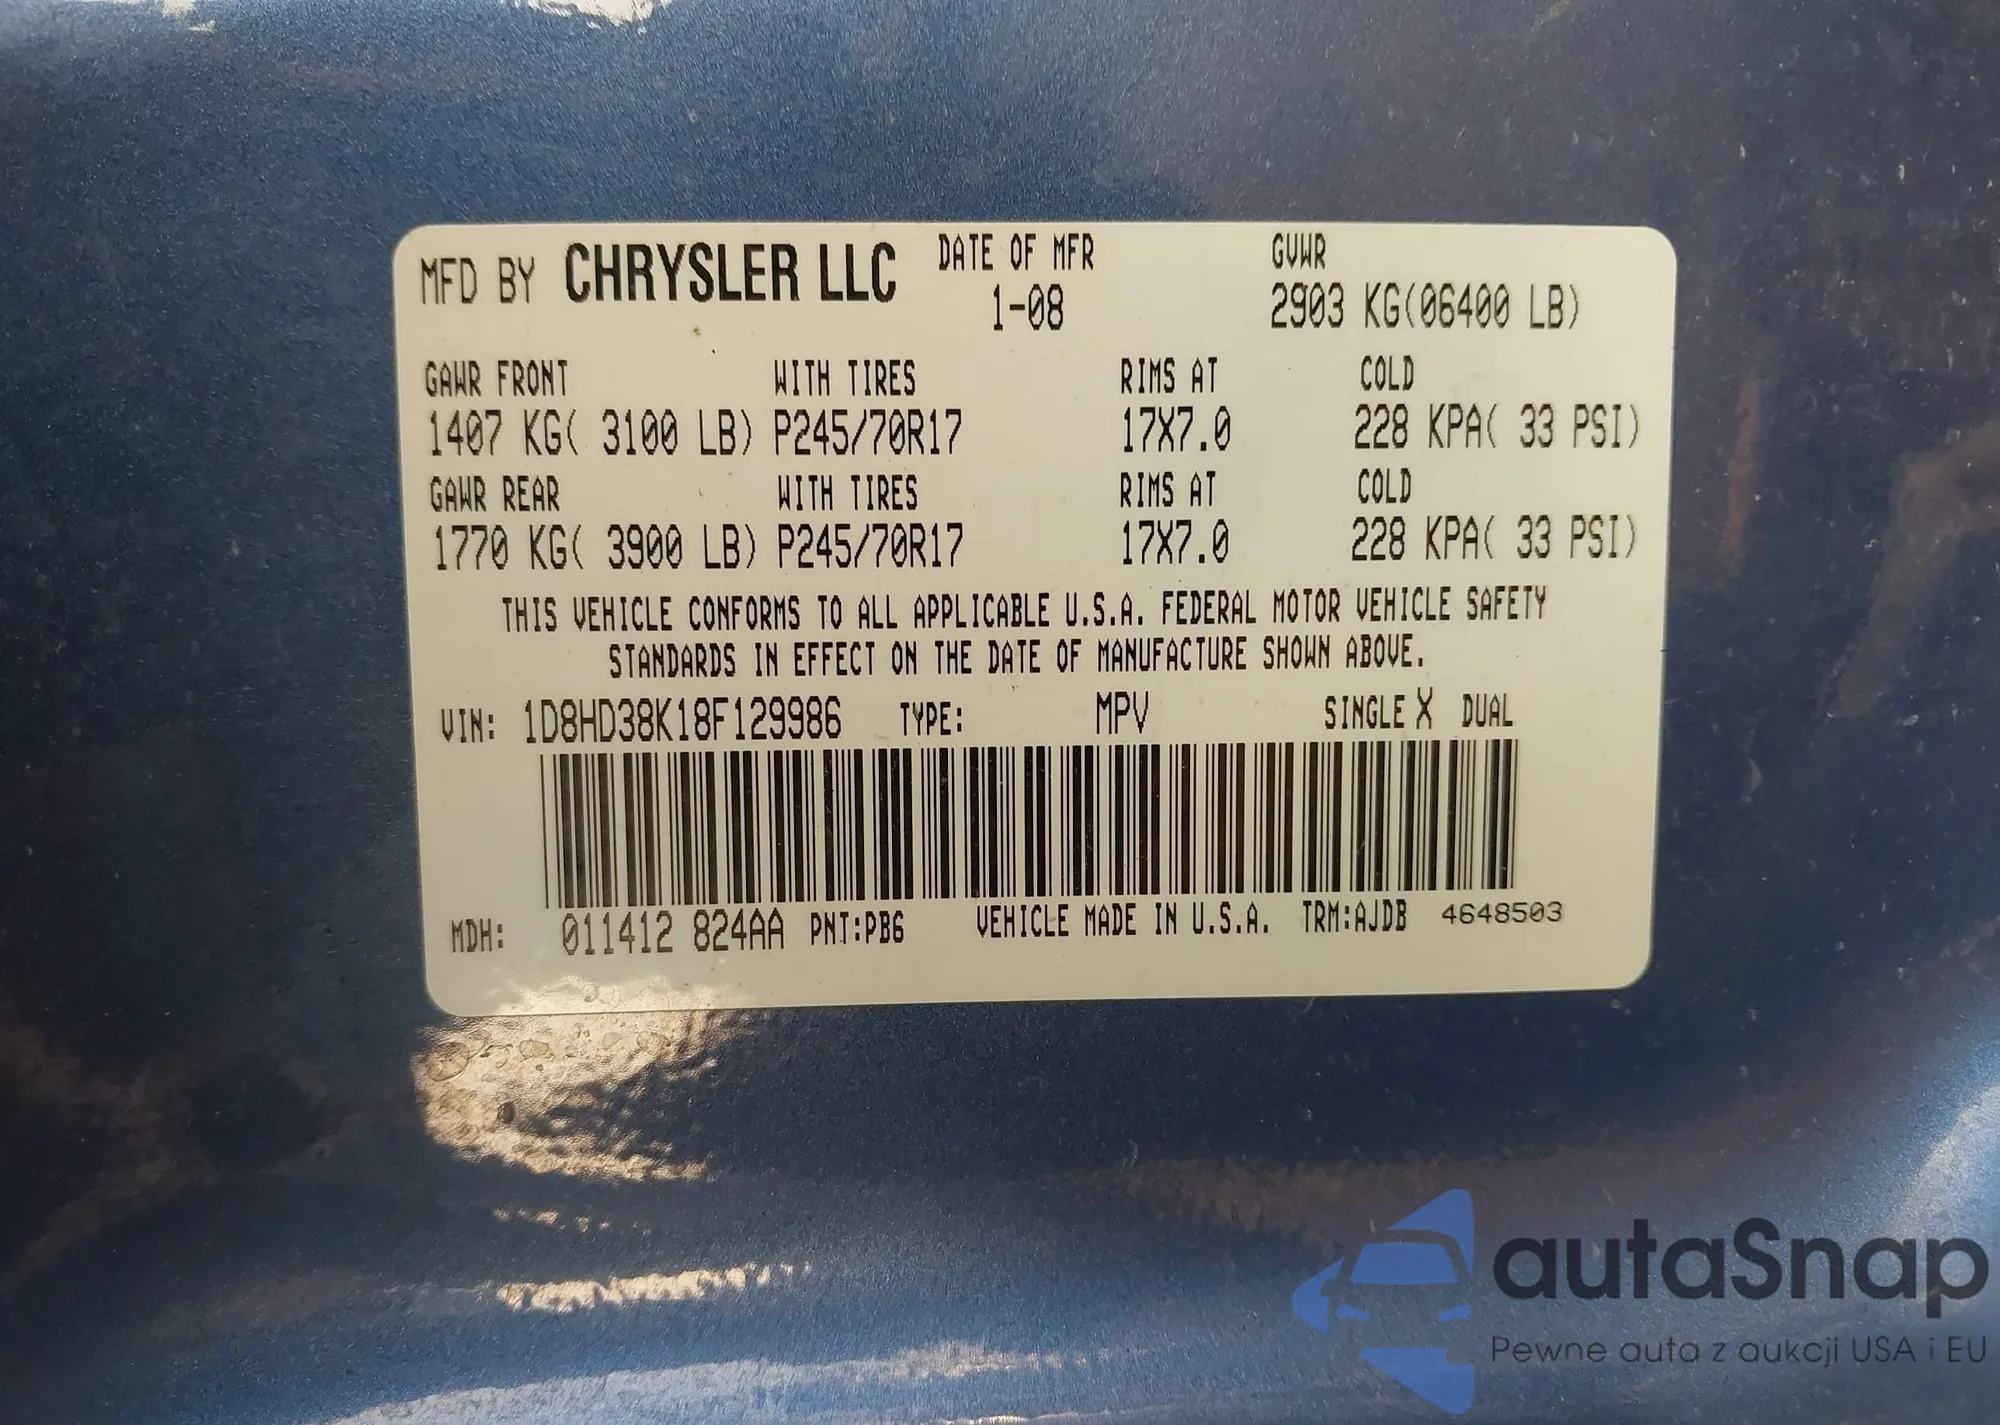 MFD BY CHRYSLER LLC DATE OF MFR GVWR
1-08 2903 KG(06400 LB)
GAWR FRONT WITH TIRES RIMS AT COLD
1407 KG( 3100 LB) P245/70R17 17X7.0 228 KPA( 33 PSI)
GAWR REAR WITH TIRES RIMS AT COLD
1770 KG( 3900 LB) P245/70R17 17X7.0 228 KPA( 33 PSI)
THIS VEHICLE CONFORMS TO ALL APPLICABLE U.S.A. FEDERAL MOTOR VEHICLE SAFETY
STANDARDS IN EFFECT ON THE DATE OF MANUFACTURE SHOWN ABOVE.
VIN: 1D8HD38K18F129986 TYPE: MPV SINGLE X DUAL
MDH: 011412 824AA PNT:PB6 VEHICLE MADE IN U.S.A. TRM:AJDB 4648503
autaSnap
Pewne auta z aukcji USA i EU